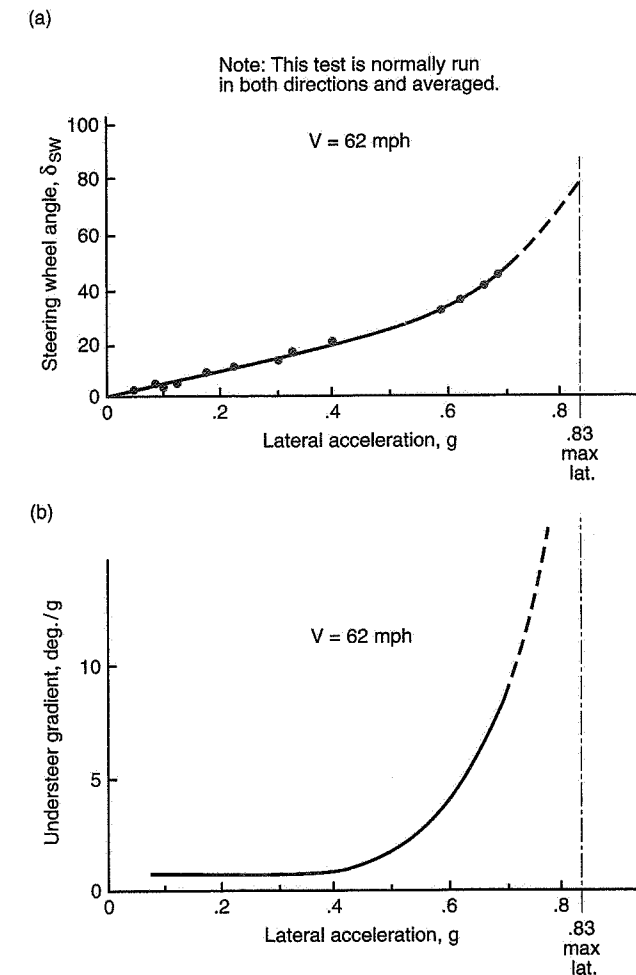 (a)
Note: This test is normally run
in both directions and averaged.
V = 62 mph
Steering wheel angle, δSW
100
80
60
40
20
0
0 .2 .4 .6 .8
Lateral acceleration, g
.83
max
lat.
(b)
V = 62 mph
Understeer gradient, deg./g
10
5
0
0 .2 .4 .6 .8
Lateral acceleration, g
.83
max
lat.